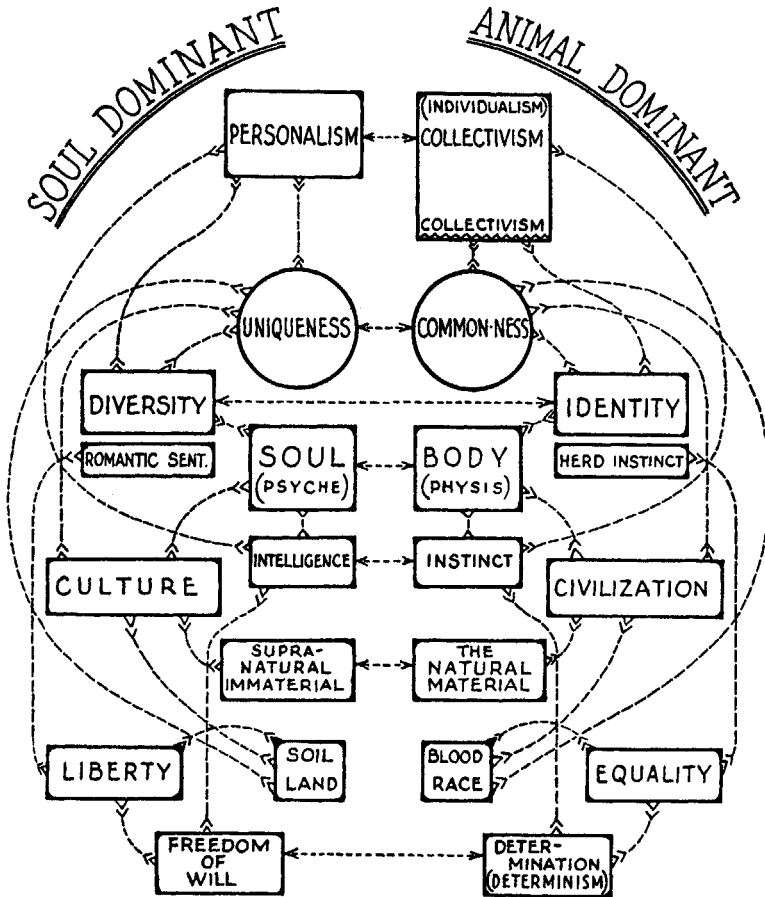 SOUL DOMINANT
ANIMAL DOMINANT
PERSONALISM
(INDIVIDUALISM)
COLLECTIVISM
COLLECTIVISM
UNIQUENESS
COMMON-NESS
DIVERSITY
IDENTITY
ROMANTIC SENT.
SOUL
(PSYCHE)
BODY
(PHYSIS)
HERD INSTINCT
INTELLIGENCE
INSTINCT
CULTURE
CIVILIZATION
SUPRA-
NATURAL
IMMATERIAL
THE
NATURAL
MATERIAL
LIBERTY
SOIL
LAND
BLOOD
RACE
EQUALITY
FREEDOM
OF
WILL
DETER-
MINATION
(DETERMINISM)